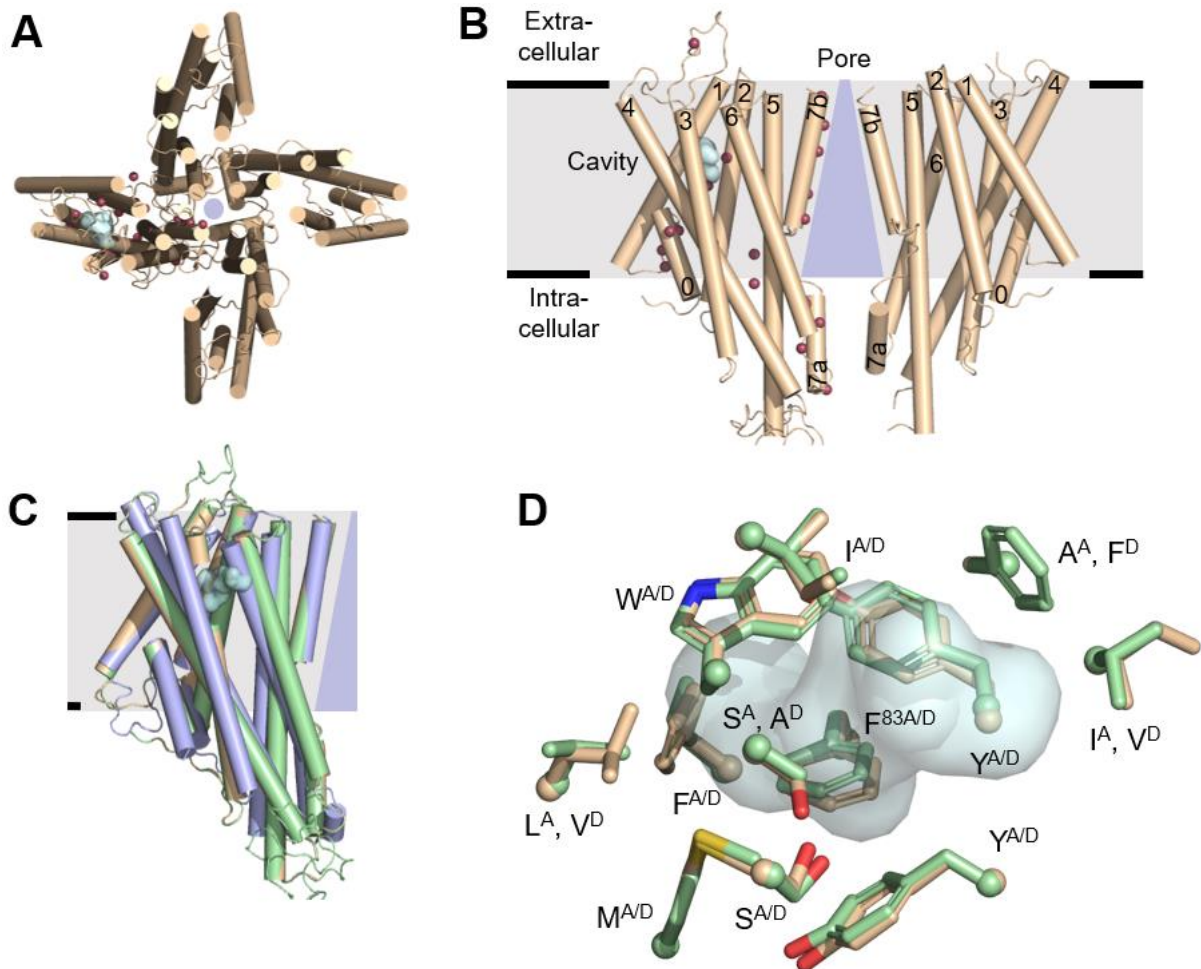 A
B
Extra-
cellular
Pore
4
1
2
3
6
5
7b
7b
5
2
1
3
4
6
Cavity
0
0
Intra-
cellular
7a
7a
C
D
W^A/D
I^A/D
A^A, F^D
S^A, A^D
F^83A/D
Y^A/D
I^A, V^D
L^A, V^D
F^A/D
M^A/D
S^A/D
Y^A/D